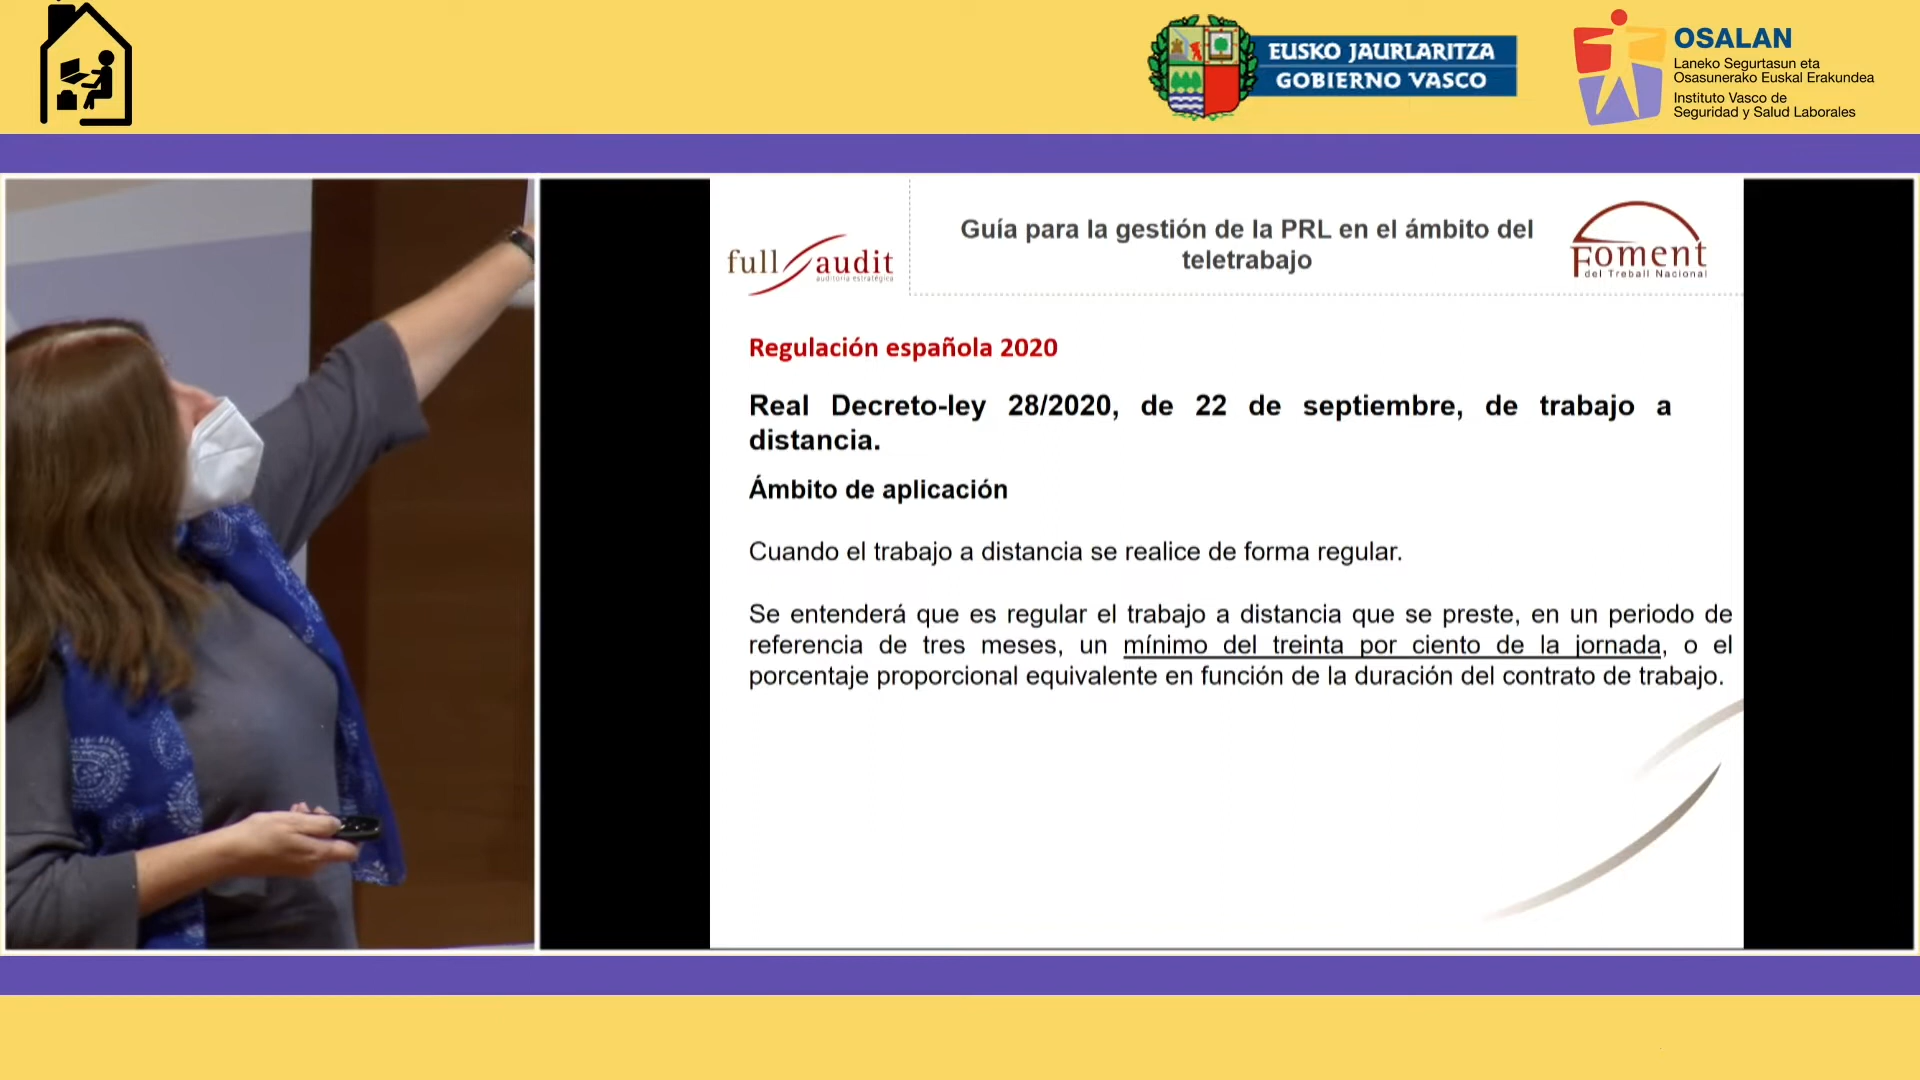 EUSKO JAURLARITZA
GOBIERNO VASCO
OSALAN
Laneko Segurtasun eta
Osasunerako Euskal Erakundea
Instituto Vasco de
Seguridad y Salud Laborales
full audit
auditoría estratégica
Guía para la gestión de la PRL en el ámbito del
teletrabajo
Foment
del Treball Nacional
Regulación española 2020
Real Decreto-ley 28/2020, de 22 de septiembre, de trabajo a
distancia.
Ámbito de aplicación
Cuando el trabajo a distancia se realice de forma regular.
Se entenderá que es regular el trabajo a distancia que se preste, en un periodo de
referencia de tres meses, un mínimo del treinta por ciento de la jornada, o el
porcentaje proporcional equivalente en función de la duración del contrato de trabajo.